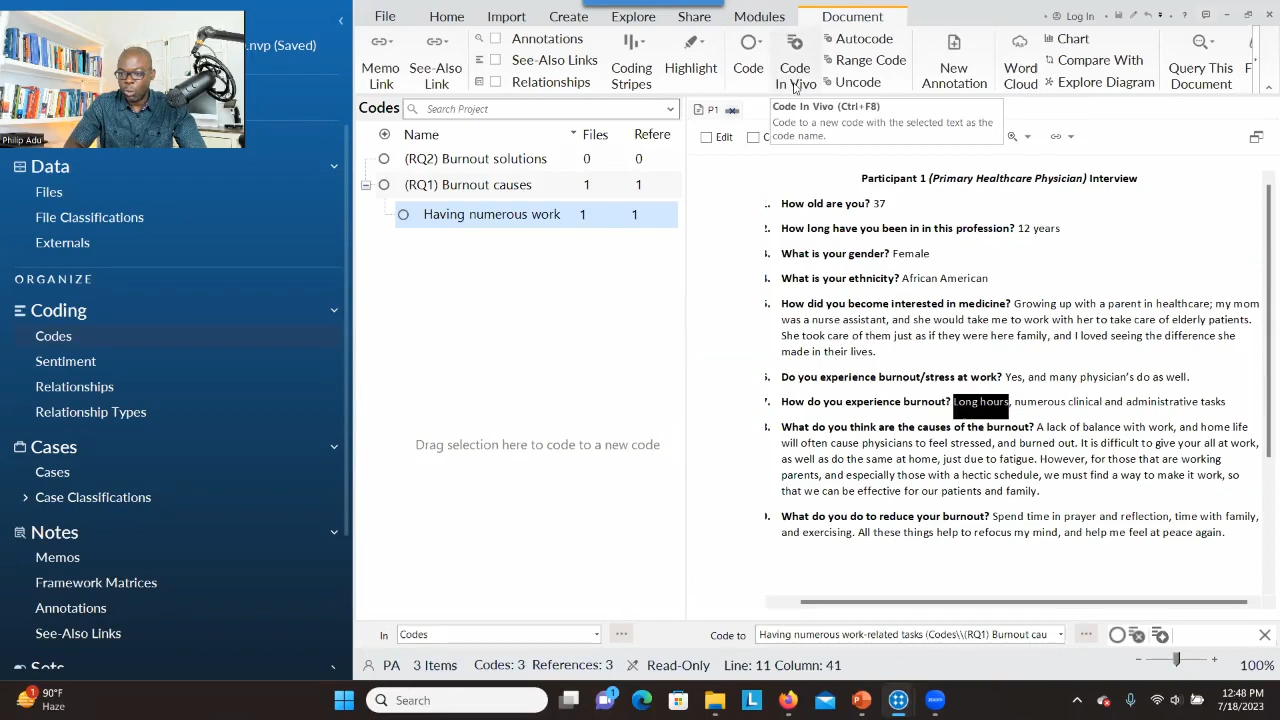 .nvp (Saved)
Philip Adu
Data
Files
File Classifications
Externals
ORGANIZE
Coding
Codes
Sentiment
Relationships
Relationship Types
Cases
Cases
Case Classifications
Notes
Memos
Framework Matrices
Annotations
See-Also Links
Sets
File Home Import Create Explore Share Modules Document Log In
Memo Link
See-Also Link
Annotations
See-Also Links
Relationships
Coding Stripes
Highlight
Code
Code In Vivo
Autocode
Range Code
Uncode
New Annotation
Word Cloud
Chart
Compare With
Explore Diagram
Query This Document
F
Codes Search Project
Name Files Refere
(RQ2) Burnout solutions 0 0
(RQ1) Burnout causes 1 1
Having numerous work 1 1
Drag selection here to code to a new code
P1
Edit C
Code In Vivo (Ctrl+F8)
Code to a new code with the selected text as the
code name.
Participant 1 (Primary Healthcare Physician) Interview
How old are you? 37
How long have you been in in this profession? 12 years
What is your gender? Female
What is your ethnicity? African American
How did you become interested in medicine? Growing up with a parent in healthcare; my mom
was a nurse assistant, and she would take me to work with her to take care of elderly patients.
She took care of them just as if they were here family, and I loved seeing the difference she
made in their lives.
Do you experience burnout/stress at work? Yes, and many physician's do as well.
How do you experience burnout? Long hours, numerous clinical and administrative tasks
What do you think are the causes of the burnout? A lack of balance with work, and home life
will often cause physicians to feel stressed, and burned out. It is difficult to give your all at work,
as well as do the same at home, just due to fatigue. However, for those that are working
parents, and especially those with a hectic schedule, we must find a way to make it work, so
that we can be effective for our patients and family.
What do you do to reduce your burnout? Spend time in prayer and reflection, time with family,
and exercising. All these things help to refocus my mind, and help me feel at peace again.
In Codes ... Code to Having numerous work-related tasks (Codes\\(RQ1) Burnout cau ...
PA 3 Items Codes: 3 References: 3 Read-Only Line: 11 Column: 41 100%
1 90°F
Haze
Search
1
12:48 PM
7/18/2023